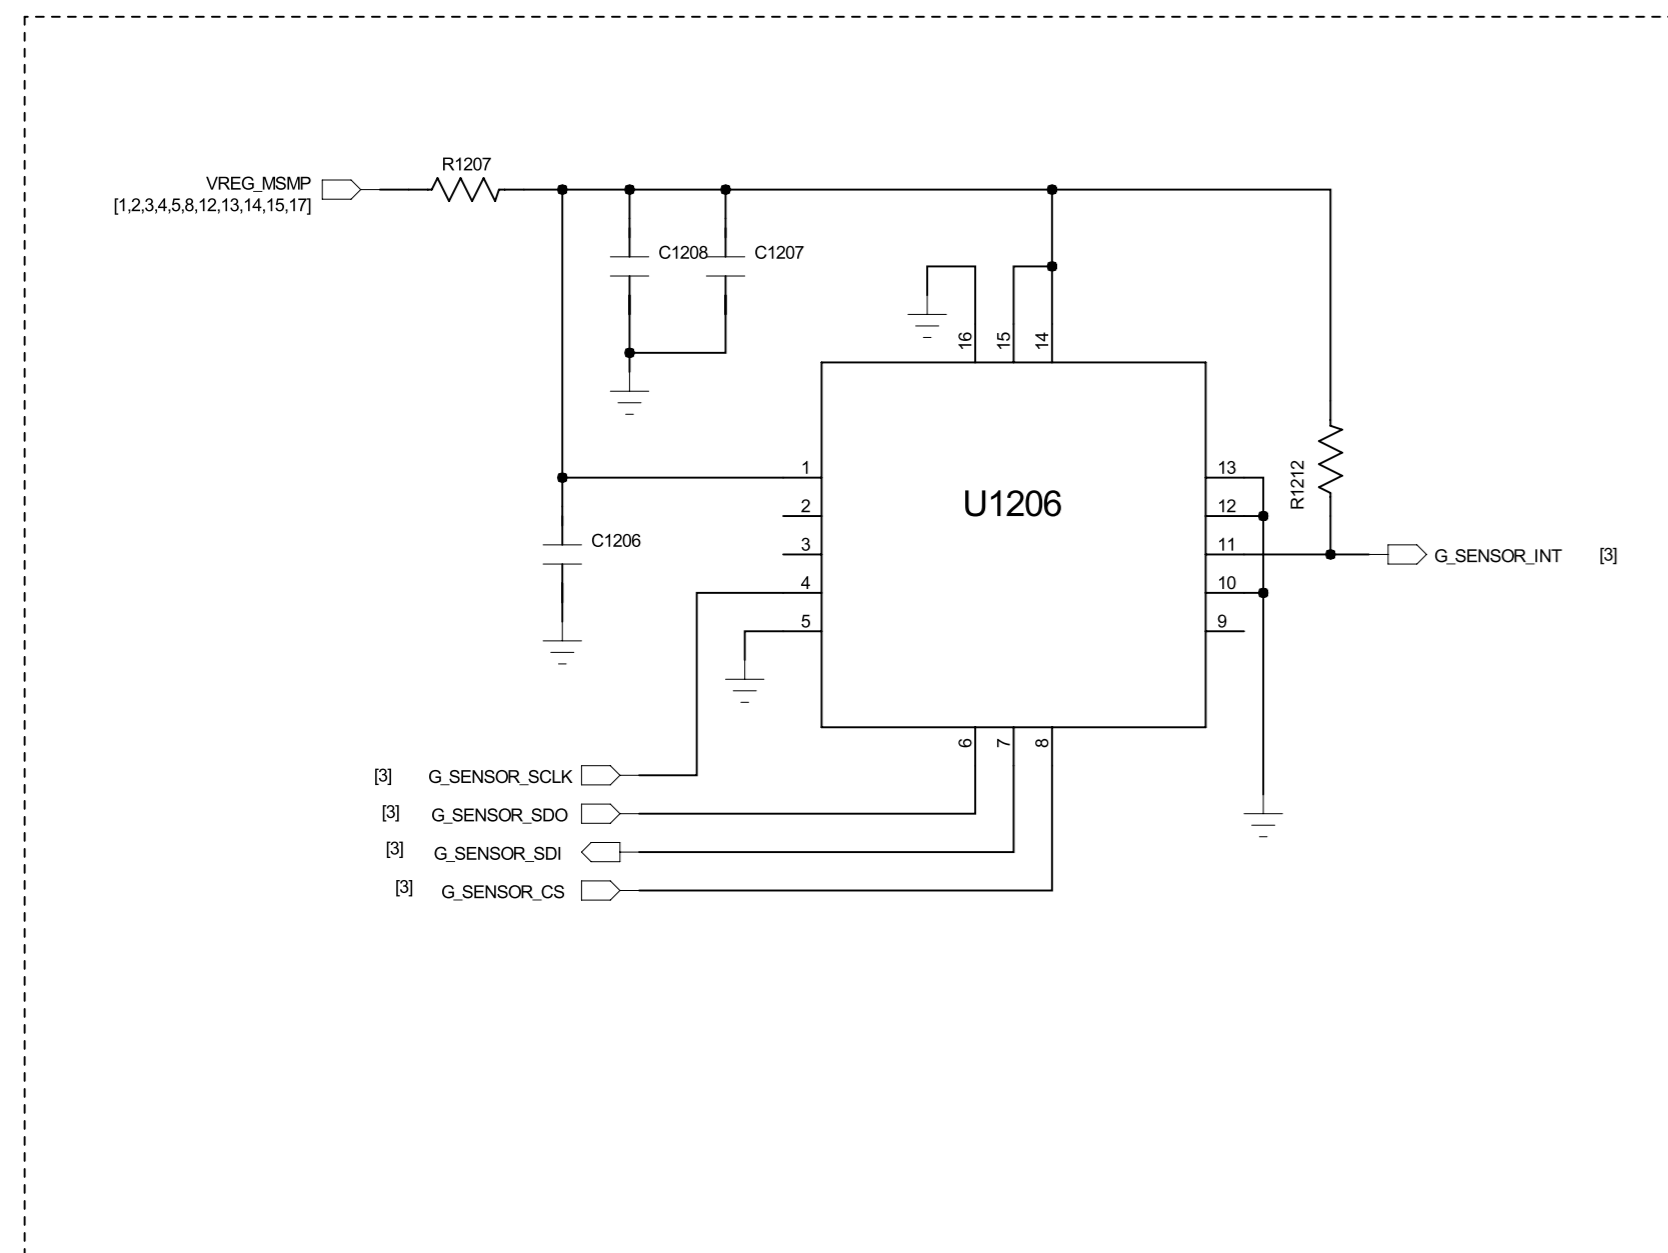 R1207
VREG_MSMP
[1,2,3,4,5,8,12,13,14,15,17]
C1208
C1207
16
15
14
1
2
3
4
5
13
12
11
10
9
U1206
R1212
C1206
G_SENSOR_INT [3]
6
7
8
[3] G_SENSOR_SCLK
[3] G_SENSOR_SDO
[3] G_SENSOR_SDI
[3] G_SENSOR_CS